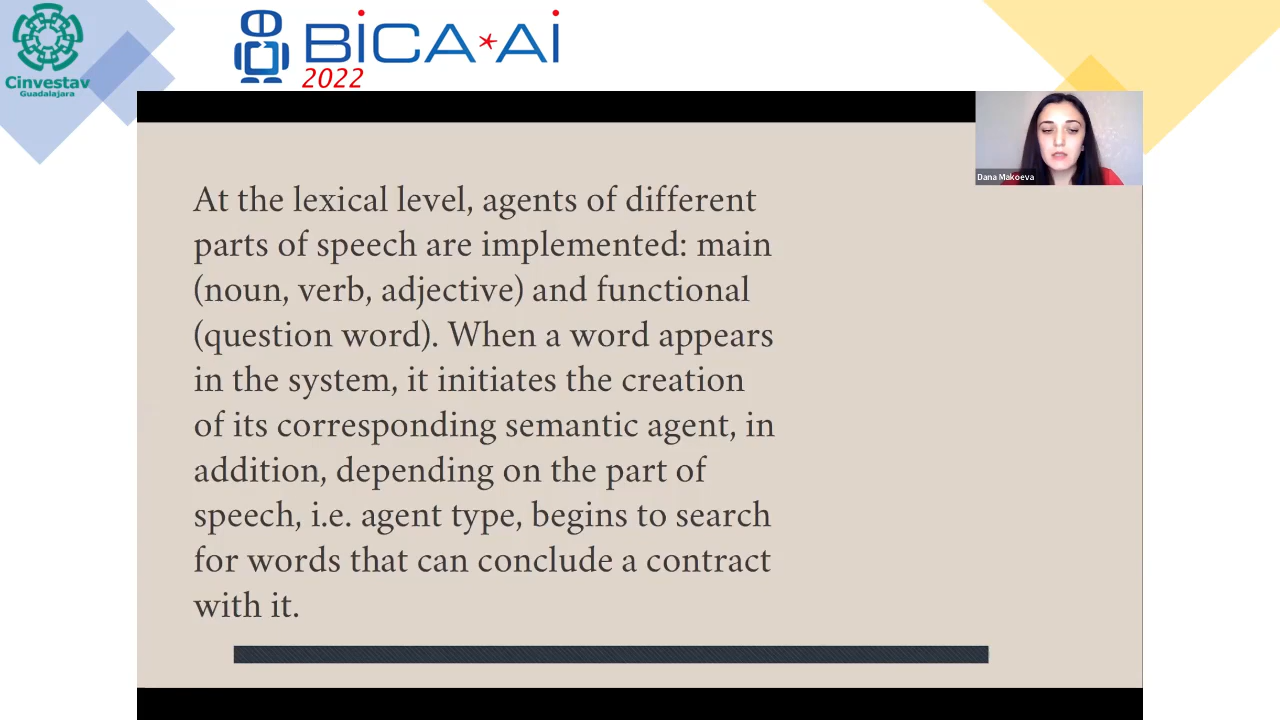 Cinvestav
Guadalajara
BiCA*Ai
2022
Dana Makoeva
At the lexical level, agents of different
parts of speech are implemented: main
(noun, verb, adjective) and functional
(question word). When a word appears
in the system, it initiates the creation
of its corresponding semantic agent, in
addition, depending on the part of
speech, i.e. agent type, begins to search
for words that can conclude a contract
with it.